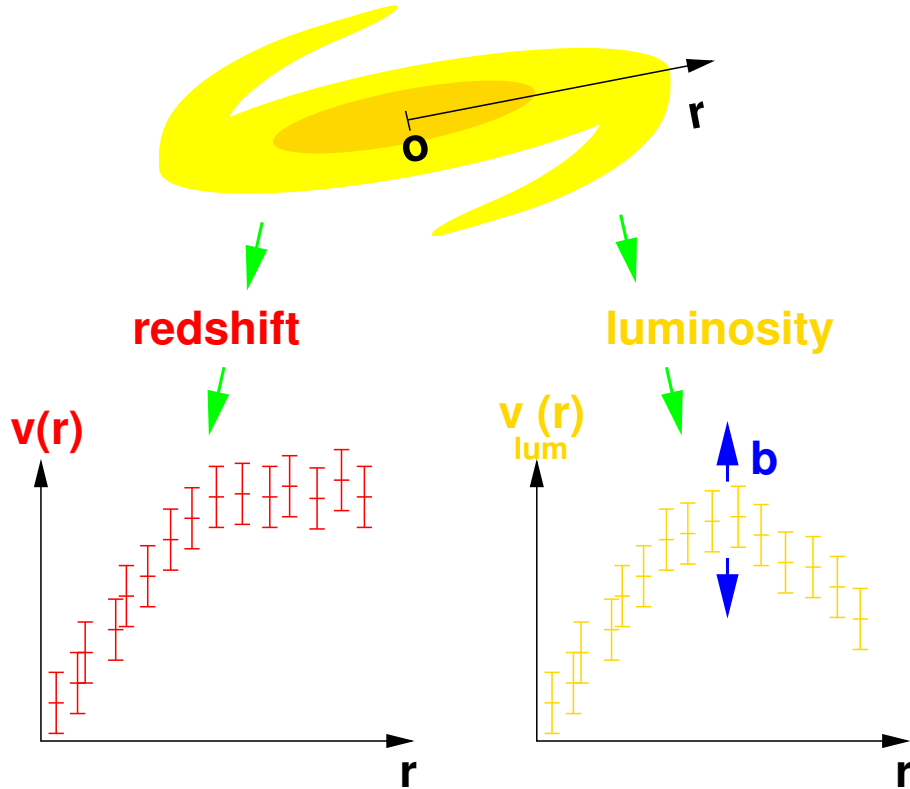 r
o
redshift
luminosity
v(r)
v (r)
lum
b
r
r